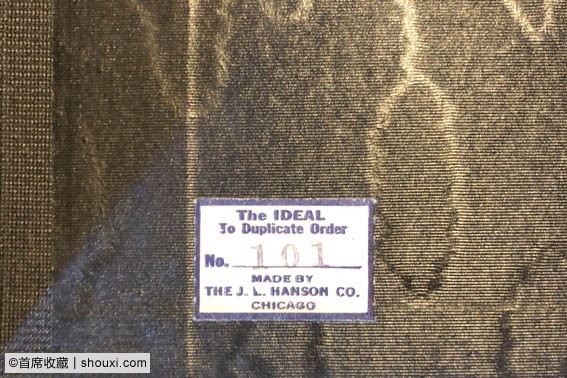 The IDEAL
To Duplicate Order
No. 101
MADE BY
THE J. L. HANSON CO.
CHICAGO
©首席收藏 | shouxi.com